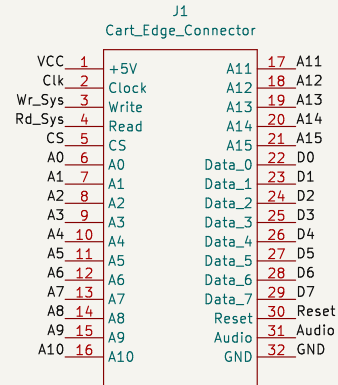 J1
Cart_Edge_Connector
VCC 1 +5V A11 17 A11
Clk 2 Clock A12 18 A12
Wr_Sys 3 Write A13 19 A13
Rd_Sys 4 Read A14 20 A14
CS 5 CS A15 21 A15
A0 6 A0 Data_0 22 D0
A1 7 A1 Data_1 23 D1
A2 8 A2 Data_2 24 D2
A3 9 A3 Data_3 25 D3
A4 10 A4 Data_4 26 D4
A5 11 A5 Data_5 27 D5
A6 12 A6 Data_6 28 D6
A7 13 A7 Data_7 29 D7
A8 14 A8 Reset 30 Reset
A9 15 A9 Audio 31 Audio
A10 16 A10 GND 32 GND